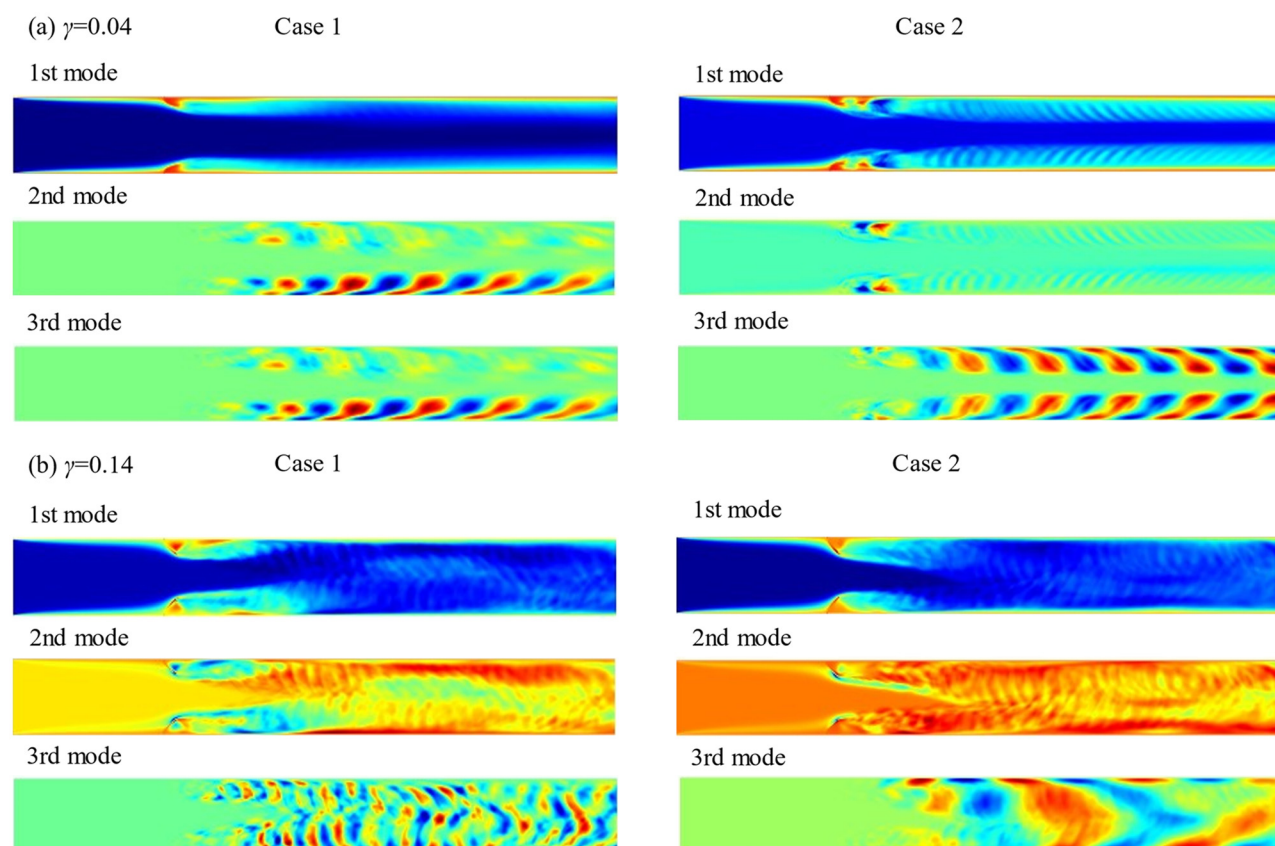 (a) γ=0.04 Case 1 Case 2
1st mode 1st mode
2nd mode 2nd mode
3rd mode 3rd mode
(b) γ=0.14 Case 1 Case 2
1st mode 1st mode
2nd mode 2nd mode
3rd mode 3rd mode